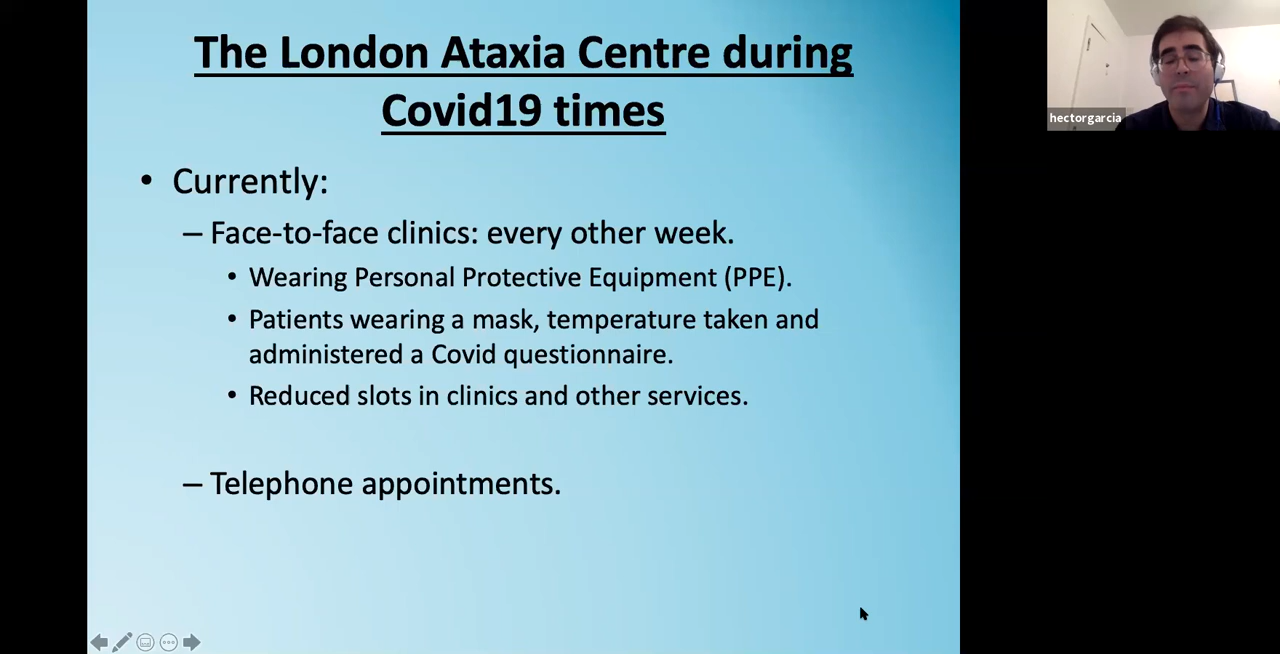 The London Ataxia Centre during
Covid19 times
• Currently:
– Face-to-face clinics: every other week.
• Wearing Personal Protective Equipment (PPE).
• Patients wearing a mask, temperature taken and
administered a Covid questionnaire.
• Reduced slots in clinics and other services.
– Telephone appointments.
hectorgarcia